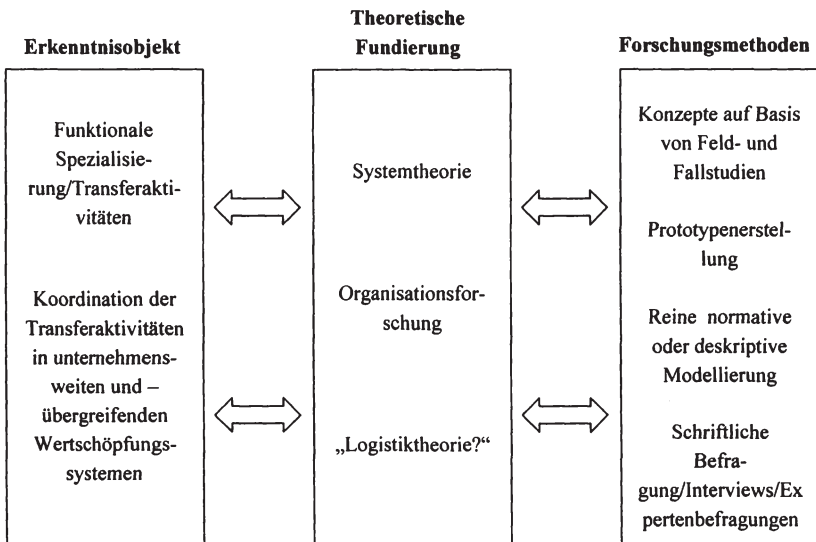 Erkenntnisobjekt
Funktionale
Spezialisie-
rung/Transferakti-
vitäten
Koordination der
Transferaktivitäten
in unternehmens-
weiten und –
übergreifenden
Wertschöpfungs-
systemen
Theoretische
Fundierung
Systemtheorie
Organisationsfor-
schung
„Logistiktheorie?“
Forschungsmethoden
Konzepte auf Basis
von Feld- und
Fallstudien
Prototypenerstel-
lung
Reine normative
oder deskriptive
Modellierung
Schriftliche
Befra-
gung/Interviews/Ex
pertenbefragungen